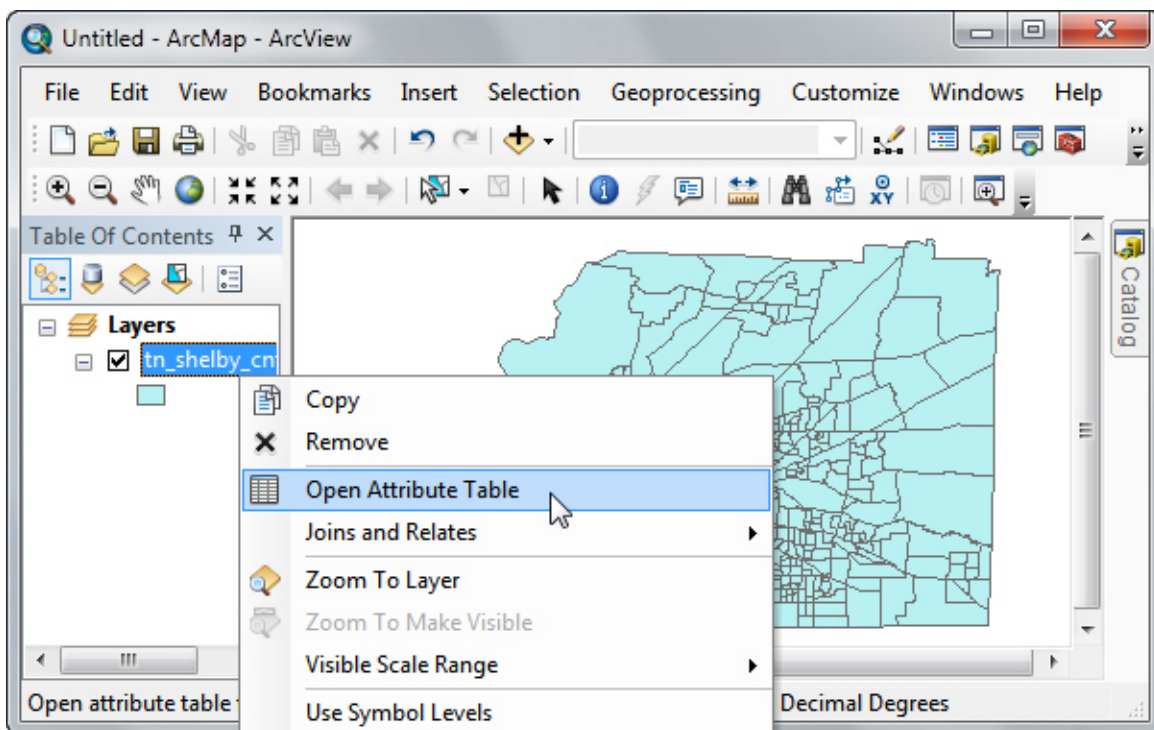 Untitled - ArcMap - ArcView
File Edit View Bookmarks Insert Selection Geoprocessing Customize Windows Help
XY
Table Of Contents
Catalog
Layers
tn_shelby_cn
Copy
Remove
Open Attribute Table
Joins and Relates
Zoom To Layer
Zoom To Make Visible
Visible Scale Range
Use Symbol Levels
Open attribute table
Decimal Degrees